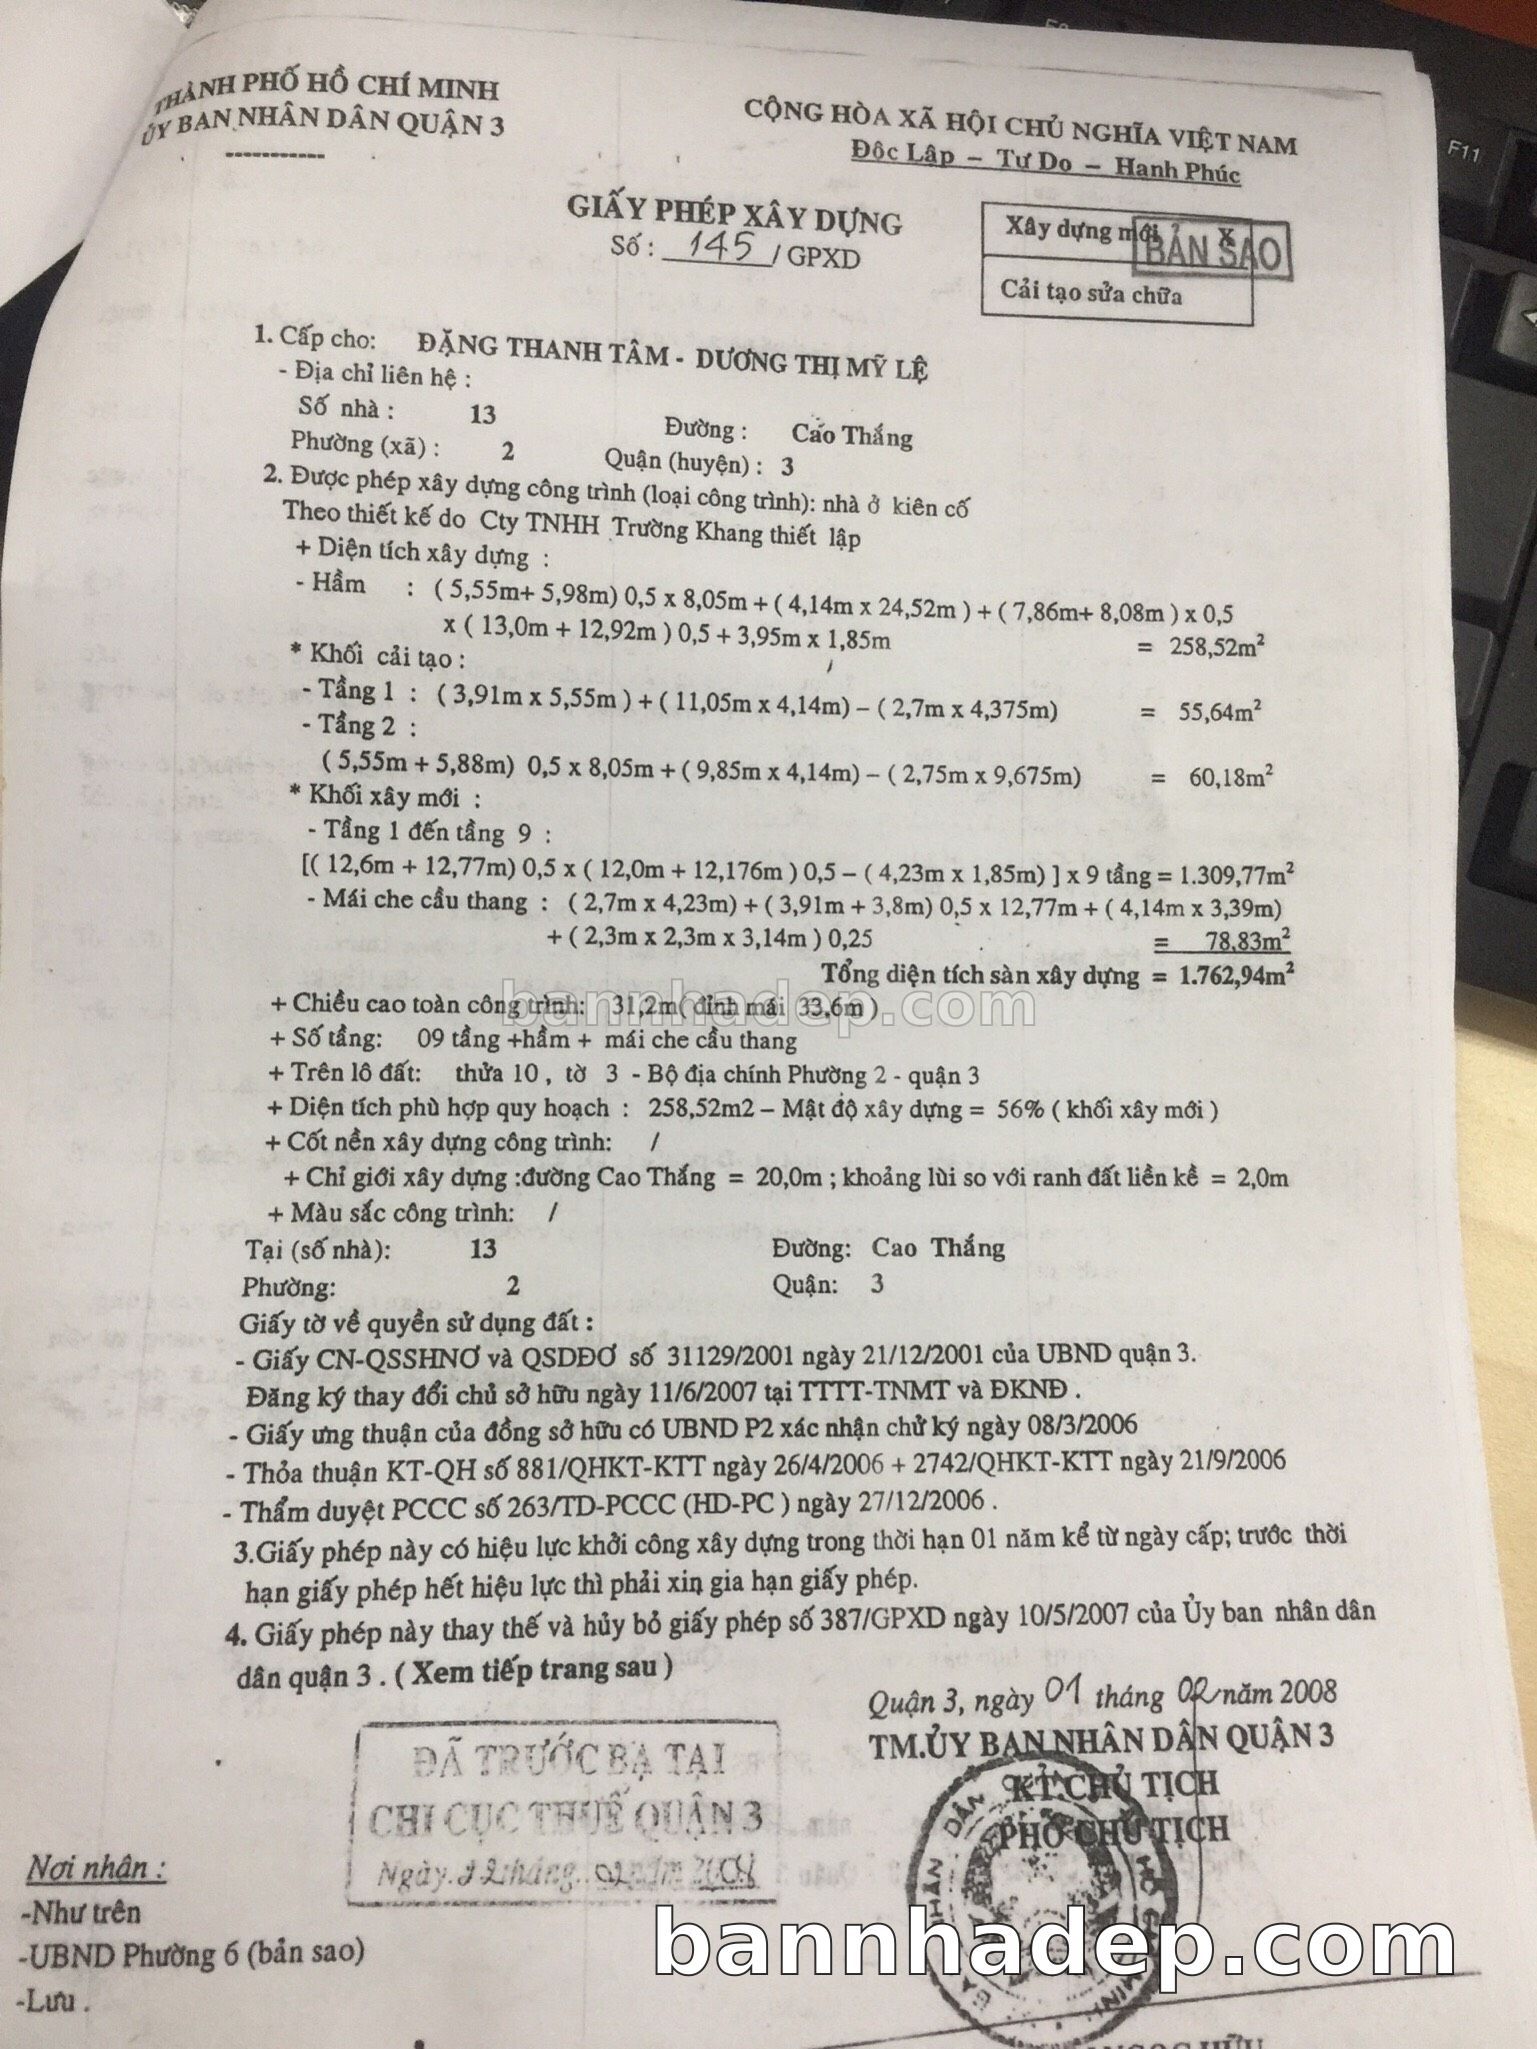 THÀNH PHỐ HỒ CHÍ MINH
ỦY BAN NHÂN DÂN QUẬN 3
-----------
CỘNG HÒA XÃ HỘI CHỦ NGHĨA VIỆT NAM
Độc Lập – Tự Do – Hạnh Phúc
GIẤY PHÉP XÂY DỰNG
Số : 145 / GPXD
Xây dựng mới X
BẢN SAO
Cải tạo sửa chữa
1. Cấp cho: ĐẶNG THANH TÂM - DƯƠNG THỊ MỸ LỆ
- Địa chỉ liên hệ :
Số nhà : 13 Đường : Cao Thắng
Phường (xã) : 2 Quận (huyện) : 3
2. Được phép xây dựng công trình (loại công trình): nhà ở kiên cố
Theo thiết kế do Cty TNHH Trường Khang thiết lập
+ Diện tích xây dựng :
- Hầm : ( 5,55m+ 5,98m) 0,5 x 8,05m + ( 4,14m x 24,52m ) + ( 7,86m+ 8,08m ) x 0,5
x ( 13,0m + 12,92m ) 0,5 + 3,95m x 1,85m = 258,52m²
* Khối cải tạo :
- Tầng 1 : ( 3,91m x 5,55m ) + ( 11,05m x 4,14m) – ( 2,7m x 4,375m) = 55,64m²
- Tầng 2 :
( 5,55m + 5,88m) 0,5 x 8,05m + ( 9,85m x 4,14m) – ( 2,75m x 9,675m) = 60,18m²
* Khối xây mới :
- Tầng 1 đến tầng 9 :
[( 12,6m + 12,77m) 0,5 x ( 12,0m + 12,176m ) 0,5 – ( 4,23m x 1,85m) ] x 9 tầng = 1.309,77m²
- Mái che cầu thang : ( 2,7m x 4,23m) + ( 3,91m + 3,8m) 0,5 x 12,77m + ( 4,14m x 3,39m)
+ ( 2,3m x 2,3m x 3,14m ) 0,25 = 78,83m²
Tổng diện tích sàn xây dựng = 1.762,94m²
bannhadep.com
+ Chiều cao toàn công trình: 31,2m( đỉnh mái 33,6m )
+ Số tầng: 09 tầng +hầm + mái che cầu thang
+ Trên lô đất: thửa 10 , tờ 3 - Bộ địa chính Phường 2 - quận 3
+ Diện tích phù hợp quy hoạch : 258,52m2 – Mật độ xây dựng = 56% ( khối xây mới )
+ Cốt nền xây dựng công trình: /
+ Chỉ giới xây dựng :đường Cao Thắng = 20,0m ; khoảng lùi so với ranh đất liền kề = 2,0m
+ Màu sắc công trình: /
Tại (số nhà): 13 Đường: Cao Thắng
Phường: 2 Quận: 3
Giấy tờ về quyền sử dụng đất :
- Giấy CN-QSSHNƠ và QSDĐƠ số 31129/2001 ngày 21/12/2001 của UBND quận 3.
Đăng ký thay đổi chủ sở hữu ngày 11/6/2007 tại TTTT-TNMT và ĐKNĐ .
- Giấy ưng thuận của đồng sở hữu có UBND P2 xác nhận chữ ký ngày 08/3/2006
- Thỏa thuận KT-QH số 881/QHKT-KTT ngày 26/4/2006 + 2742/QHKT-KTT ngày 21/9/2006
- Thẩm duyệt PCCC số 263/TD-PCCC (HD-PC ) ngày 27/12/2006 .
3.Giấy phép này có hiệu lực khởi công xây dựng trong thời hạn 01 năm kể từ ngày cấp; trước thời
hạn giấy phép hết hiệu lực thì phải xin gia hạn giấy phép.
4. Giấy phép này thay thế và hủy bỏ giấy phép số 387/GPXD ngày 10/5/2007 của Ủy ban nhân dân
dân quận 3 . ( Xem tiếp trang sau )
Quận 3, ngày 01 tháng 02 năm 2008
TM.ỦY BAN NHÂN DÂN QUẬN 3
KT.CHỦ TỊCH
PHÓ CHỦ TỊCH
ĐÃ TRƯỚC BẠ TẠI
CHI CỤC THUẾ QUẬN 3
Ngày tháng 02 năm
Nơi nhận :
-Như trên
-UBND Phường 6 (bản sao)
-Lưu .
bannhadep.com
F11